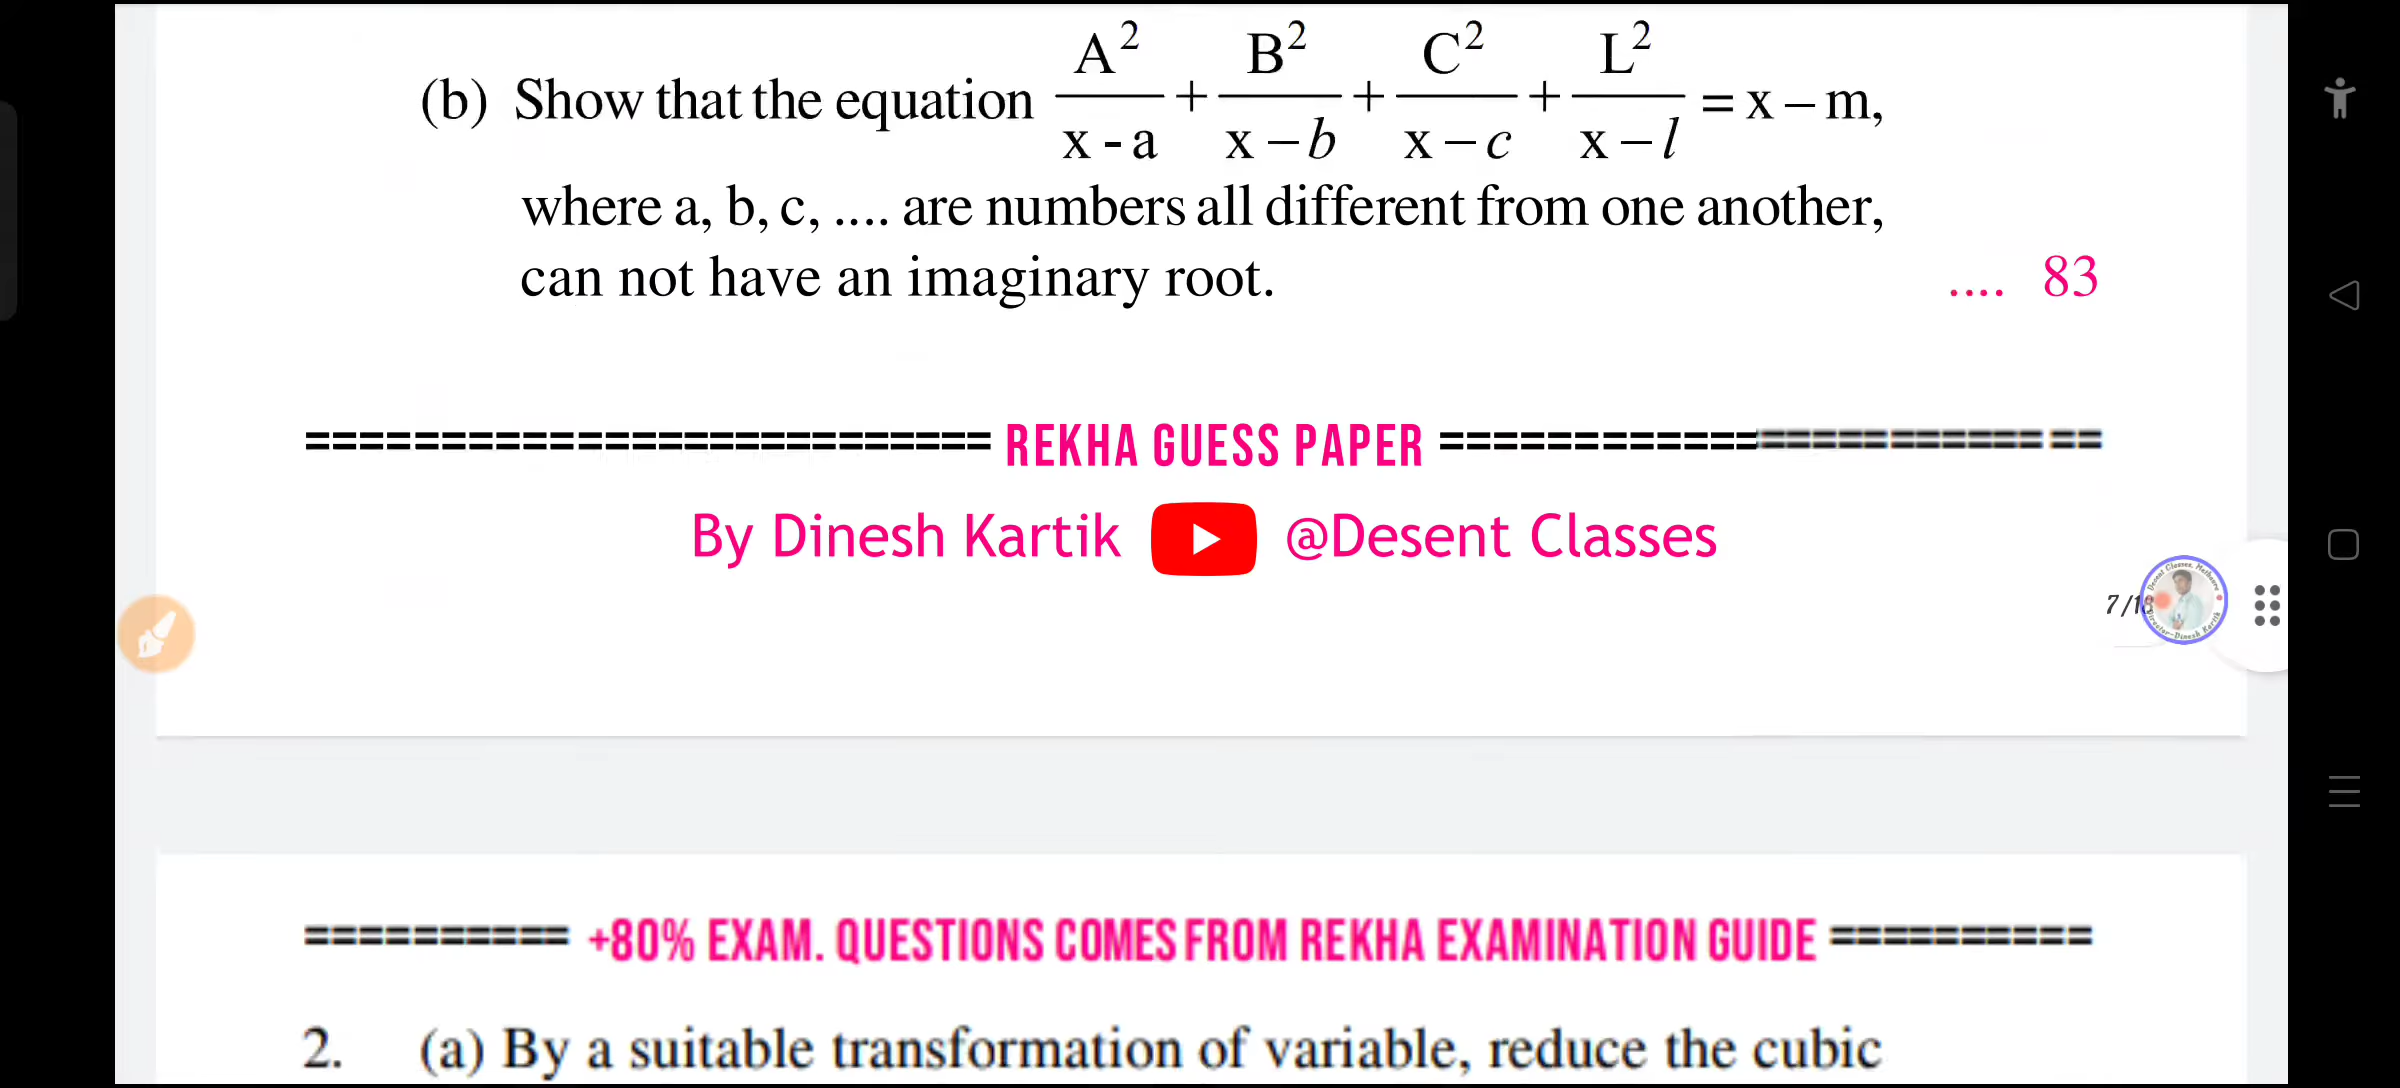 (b) Show that the equation A²/(x - a) + B²/(x – b) + C²/(x – c) + L²/(x – l) = x – m,
where a, b, c, .... are numbers all different from one another,
can not have an imaginary root. .... 83
========================== REKHA GUESS PAPER =========================
By Dinesh Kartik @Desent Classes
7/18
========== +80% EXAM. QUESTIONS COMES FROM REKHA EXAMINATION GUIDE ==========
2. (a) By a suitable transformation of variable, reduce the cubic